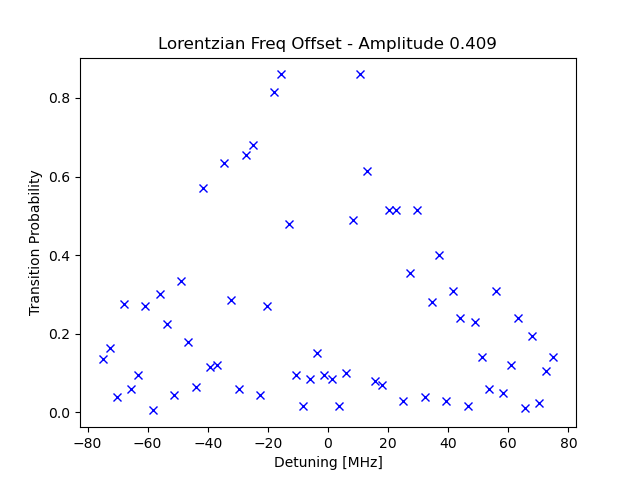 Lorentzian Freq Offset - Amplitude 0.409
Transition Probability
0.8
0.6
0.4
0.2
0.0
−80 −60 −40 −20 0 20 40 60 80
Detuning [MHz]